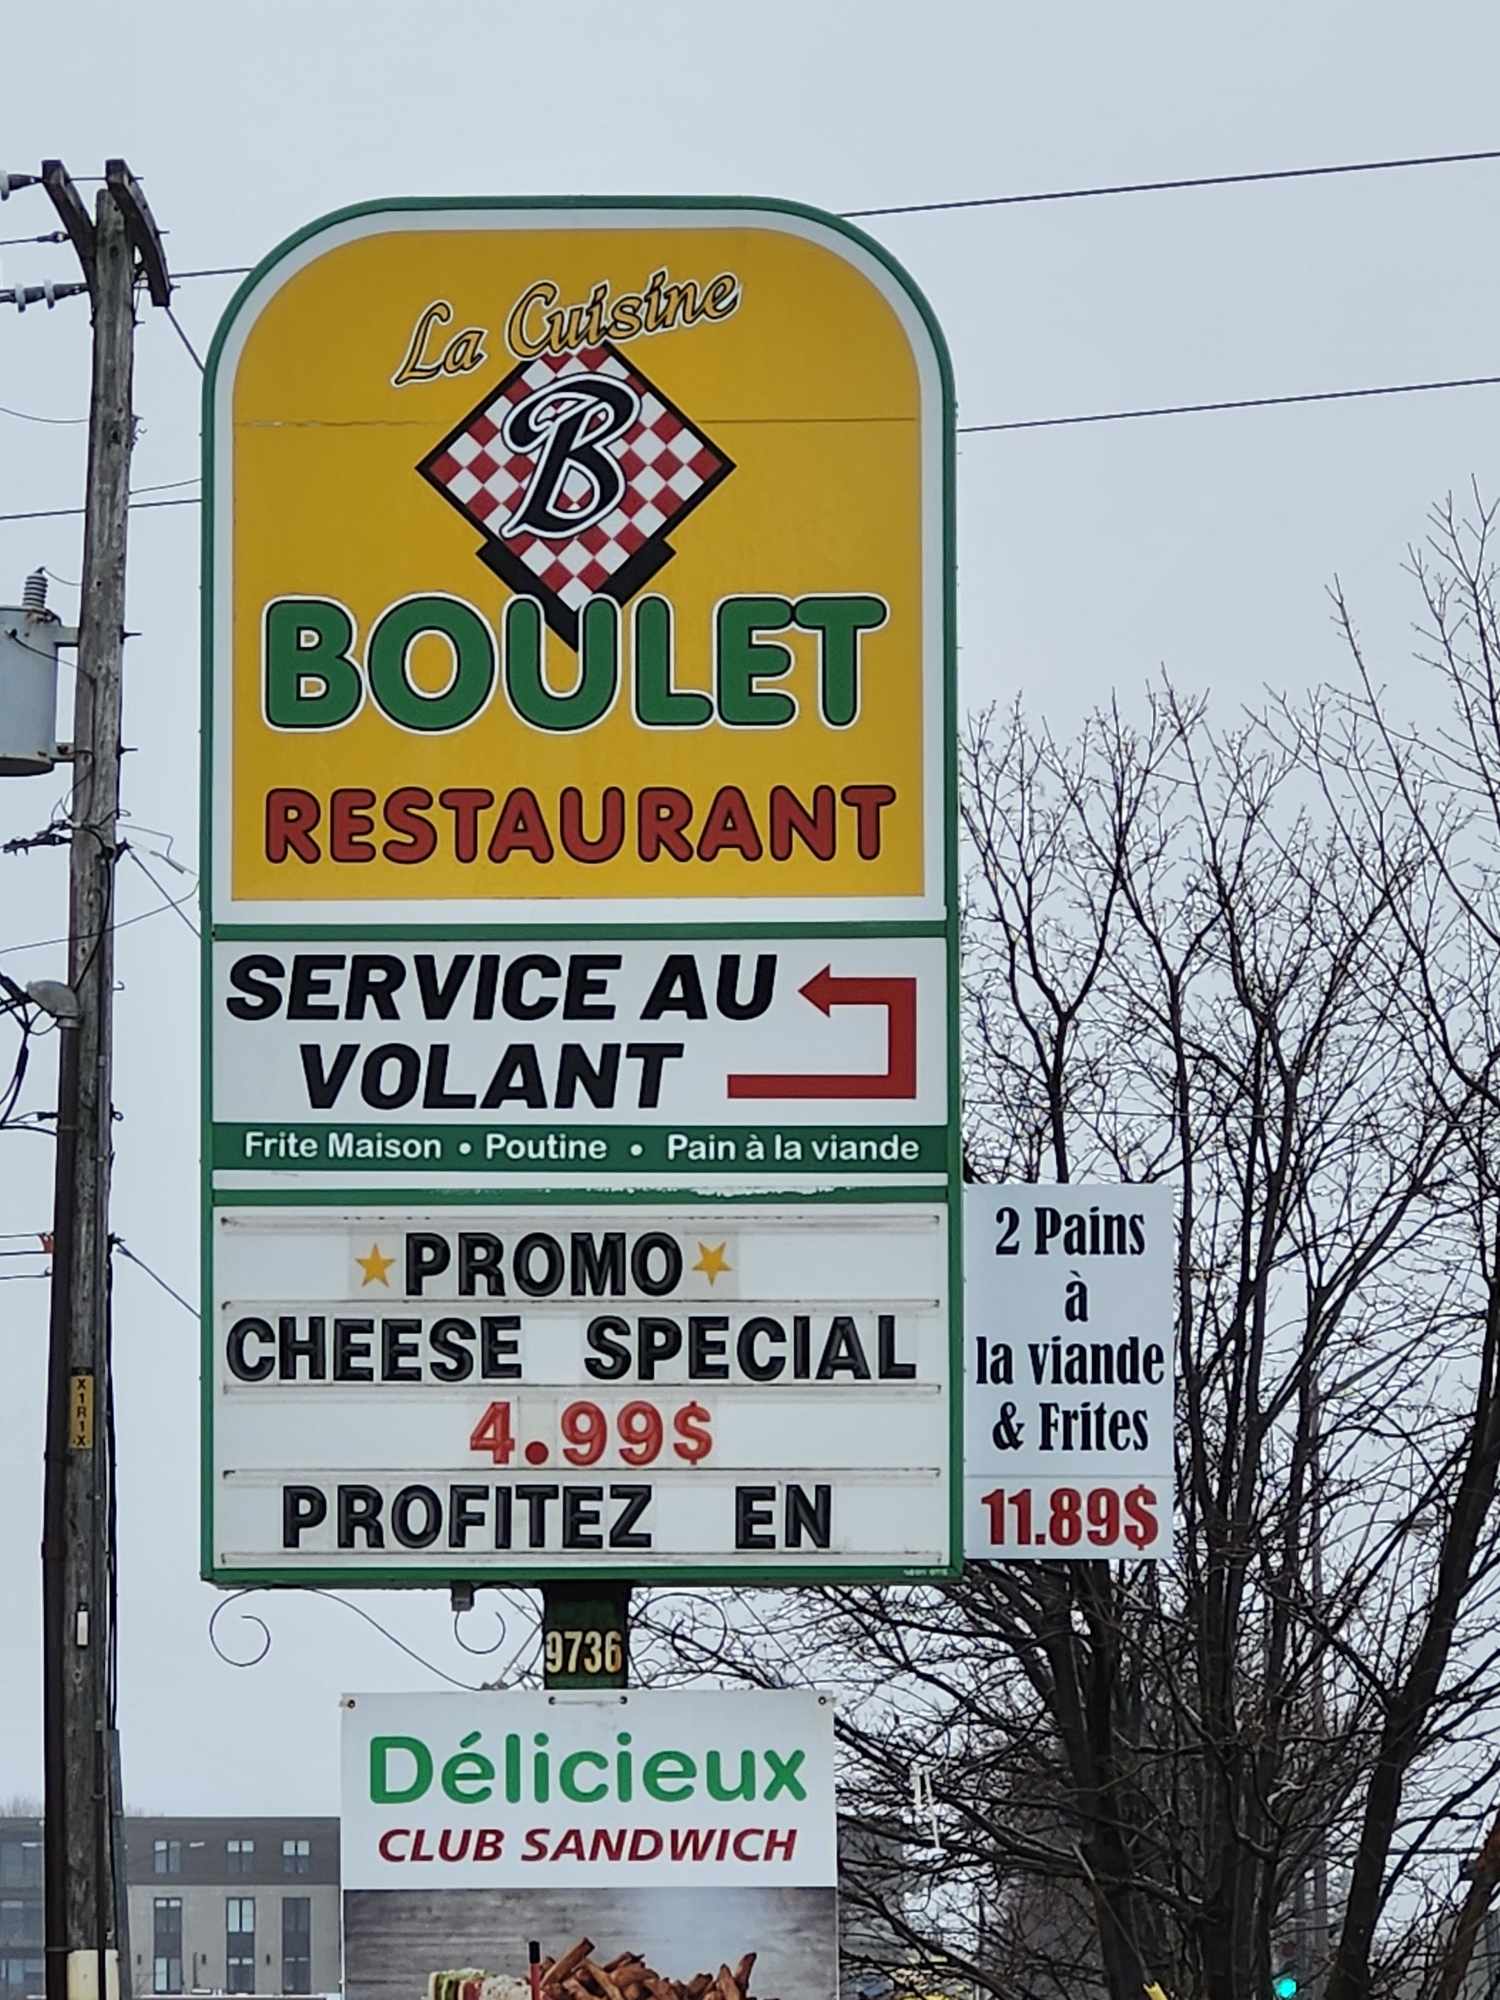 La Cuisine
B
BOULET
RESTAURANT
SERVICE AU
VOLANT
Frite Maison • Poutine • Pain à la viande
PROMO
CHEESE SPECIAL
4.99$
PROFITEZ EN
2 Pains
à
la viande
& Frites
11.89$
9736
Délicieux
CLUB SANDWICH
X1R1X